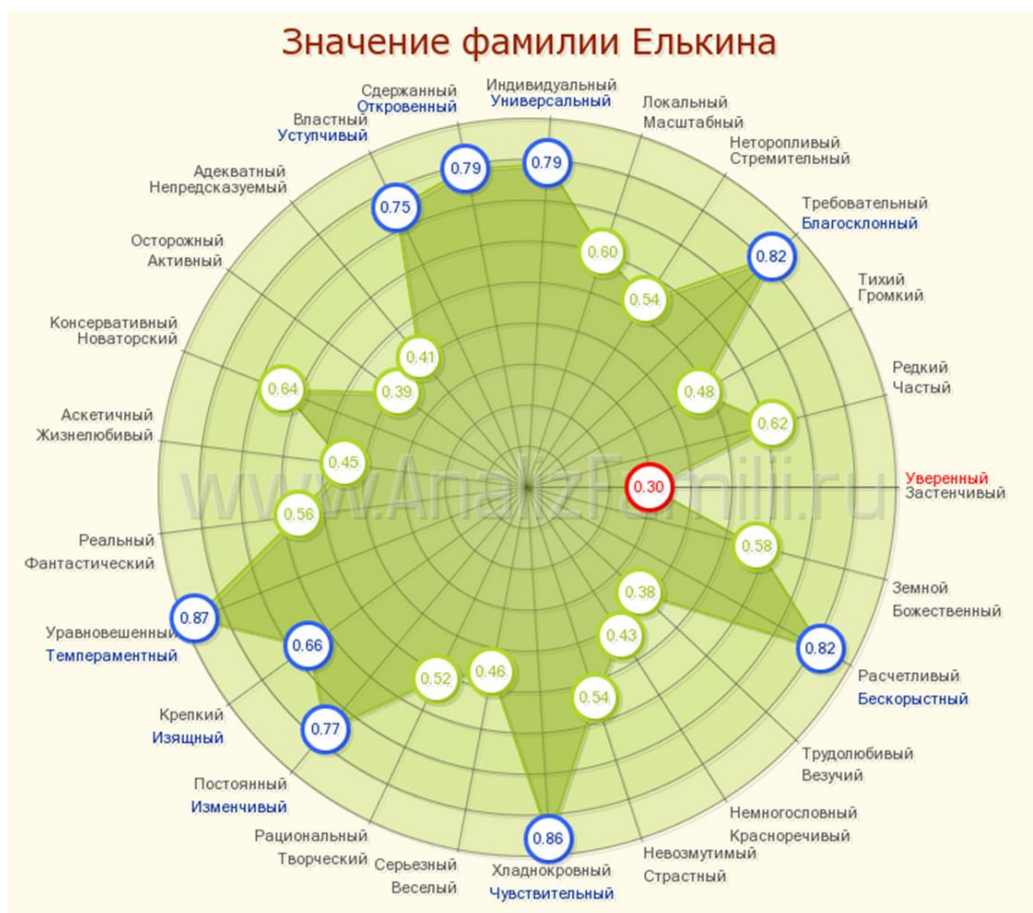 Значение фамилии Елькина
Индивидуальный
Универсальный
0.79
Локальный
Масштабный
0.60
Неторопливый
Стремительный
0.54
Требовательный
Благосклонный
0.82
Тихий
Громкий
0.48
Редкий
Частый
0.62
Уверенный
Застенчивый
0.30
Земной
Божественный
0.58
Расчетливый
Бескорыстный
0.82
Трудолюбивый
Везучий
0.38
Немногословный
Красноречивый
0.43
Невозмутимый
Страстный
0.54
Хладнокровный
Чувствительный
0.86
Серьезный
Веселый
0.46
Рациональный
Творческий
0.52
Постоянный
Изменчивый
0.77
Крепкий
Изящный
0.66
Уравновешенный
Темпераментный
0.87
Реальный
Фантастический
0.56
Аскетичный
Жизнелюбивый
0.45
Консервативный
Новаторский
0.64
Осторожный
Активный
0.39
Адекватный
Непредсказуемый
0.41
Властный
Уступчивый
0.75
Сдержанный
Откровенный
0.79
www.AnalizFamilii.ru